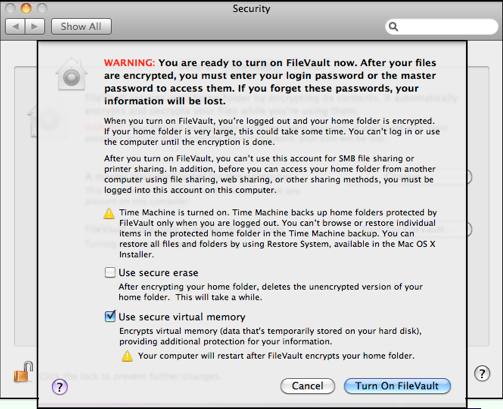 Security
Show All
WARNING: You are ready to turn on FileVault now. After your files
are encrypted, you must enter your login password or the master
password to access them. If you forget these passwords, your
information will be lost.
When you turn on FileVault, you're logged out and your home folder is encrypted.
If your home folder is very large, this could take some time. You can't log in or use
the computer until the encryption is done.
After you turn on FileVault, you can't use this account for SMB file sharing or
printer sharing. In addition, before you can access your home folder from another
computer using file sharing, web sharing, or other sharing methods, you must be
logged into this account on this computer.
Time Machine is turned on. Time Machine backs up home folders protected by
FileVault only when you are logged out. You can't browse or restore individual
items in the protected home folder in the Time Machine backup. You can
restore all files and folders by using Restore System, available in the Mac OS X
Installer.
Use secure erase
After encrypting your home folder, deletes the unencrypted version of your
home folder. This will take a while.
Use secure virtual memory
Encrypts virtual memory (data that's temporarily stored on your hard disk),
providing additional protection for your information.
Your computer will restart after FileVault encrypts your home folder.
Click the lock to prevent further changes.
?
Cancel
Turn On FileVault
?